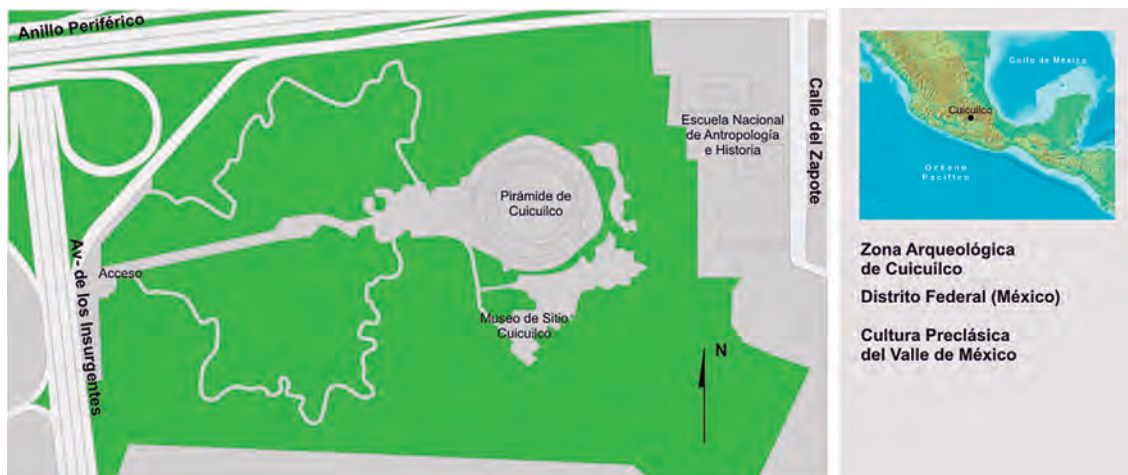 Anillo Periférico
Escuela Nacional
de Antropología
e Historia
Calle del Zapote
Pirámide de
Cuicuilco
Acceso
Av- de los Insurgentes
Museo de Sitio
Cuicuilco
N
Golfo de México
Cuicuilco
Océano
Pacífico
Zona Arqueológica
de Cuicuilco
Distrito Federal (México)
Cultura Preclásica
del Valle de México